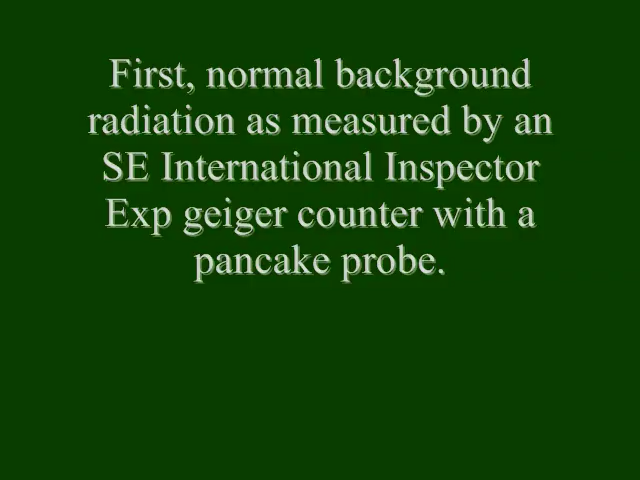 First, normal background
radiation as measured by an
SE International Inspector
Exp geiger counter with a
pancake probe.